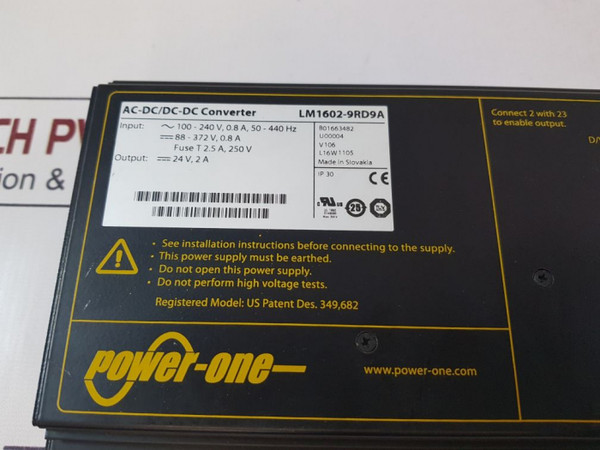 AC-DC/DC-DC Converter LM1602-9RD9A
Input: ~ 100 - 240 V, 0.8 A, 50 - 440 Hz
88 - 372 V, 0.8 A
Fuse T 2.5 A, 250 V
Output: 24 V, 2 A
B01663482
U00004
V106
L16W1105
Made in Slovakia
IP 30
CE
25
Connect 2 with 23
to enable output.
D/V
CH PV
ion &
• See installation instructions before connecting to the supply.
• This power supply must be earthed.
• Do not open this power supply.
• Do not perform high voltage tests.
Registered Model: US Patent Des. 349,682
power-one
www.power-one.com